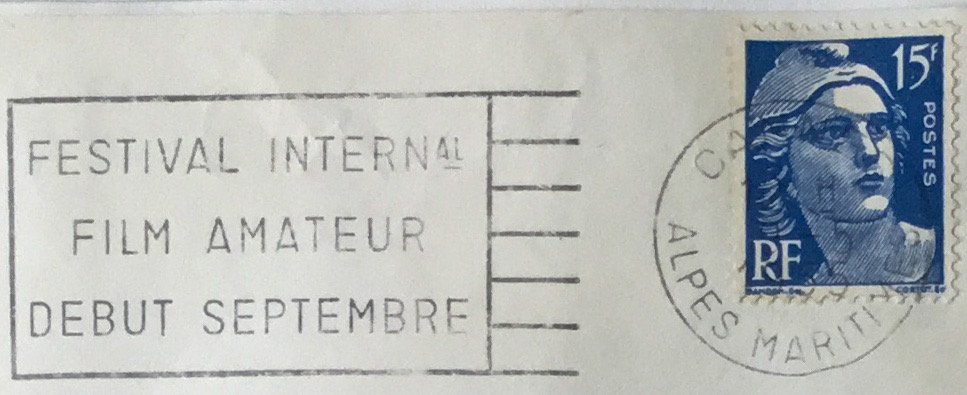 FESTIVAL INTERNAL
FILM AMATEUR
DEBUT SEPTEMBRE
15F
POSTES
RF
ALPES MARITI